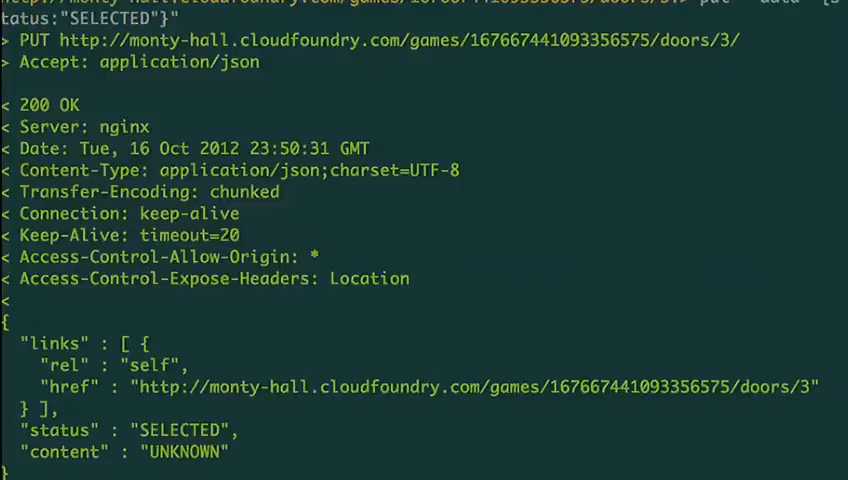 tatus:"SELECTED"}"
> PUT http://monty-hall.cloudfoundry.com/games/167667441093356575/doors/3/
> Accept: application/json
< 200 OK
< Server: nginx
< Date: Tue, 16 Oct 2012 23:50:31 GMT
< Content-Type: application/json;charset=UTF-8
< Transfer-Encoding: chunked
< Connection: keep-alive
< Keep-Alive: timeout=20
< Access-Control-Allow-Origin: *
< Access-Control-Expose-Headers: Location
<
{
"links" : [ {
"rel" : "self",
"href" : "http://monty-hall.cloudfoundry.com/games/167667441093356575/doors/3"
} ],
"status" : "SELECTED",
"content" : "UNKNOWN"
}